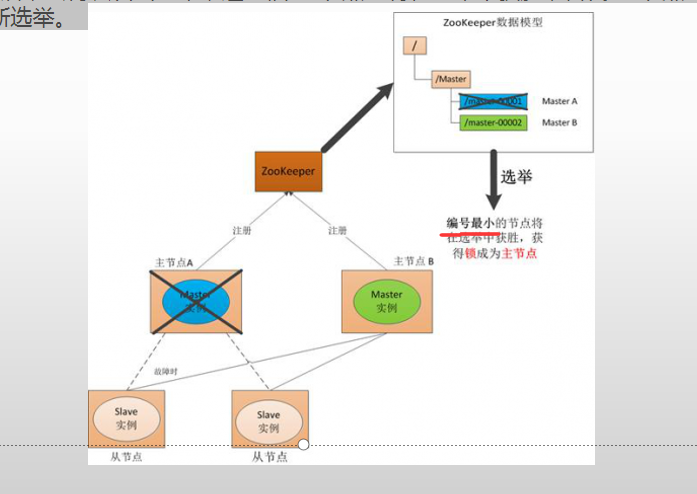 新选举。
ZooKeeper数据模型
/
/Master
/master-00001 Master A
/master-00002 Master B
ZooKeeper
选举
编号最小的节点将
在选举中获胜，获
得锁成为主节点
注册
注册
主节点A
主节点 B
Master
实例
Master
实例
故障时
Slave
实例
Slave
实例
从节点
从节点